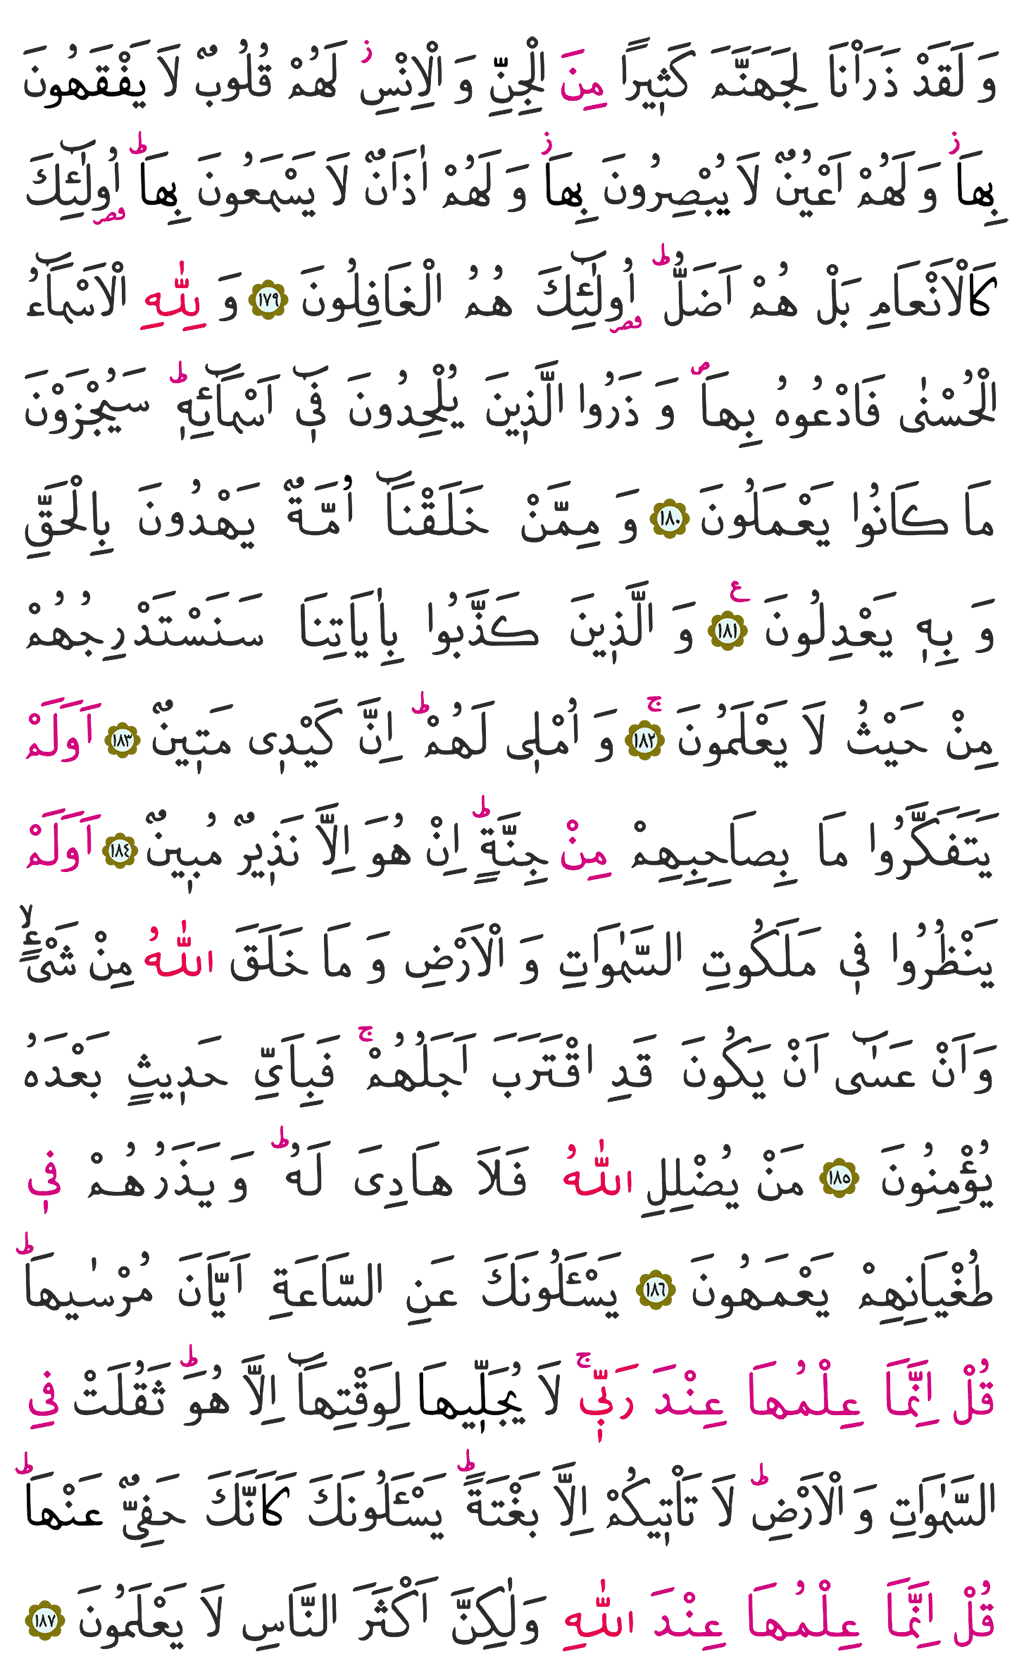 وَ لَقَدْ ذَرَاْنَا لِجَهَنَّمَ كَثٖيرًا مِنَ الْجِنِّ وَ الْاِنْسِ ز لَهُمْ قُلُوبٌ لَا يَفْقَهُونَ
بِهَا ز وَ لَهُمْ اَعْيُنٌ لَا يُبْصِرُونَ بِهَا ز وَ لَهُمْ اٰذَانٌ لَا يَسْمَعُونَ بِهَا ط اُولٰٓئِكَ
كَالْاَنْعَامِ بَلْ هُمْ اَضَلُّ ط اُولٰٓئِكَ هُمُ الْغَافِلُونَ ١٧٩ وَ لِلّٰهِ الْاَسْمَٓاءُ
الْحُسْنٰى فَادْعُوهُ بِهَا ص وَ ذَرُوا الَّذٖينَ يُلْحِدُونَ فٖٓى اَسْمَٓائِهٖ ط سَيُجْزَوْنَ
مَا كَانُوا يَعْمَلُونَ ١٨٠ وَ مِمَّنْ خَلَقْنَٓا اُمَّةٌ يَهْدُونَ بِالْحَقِّ
وَ بِهٖ يَعْدِلُونَ ١٨١ ع وَ الَّذٖينَ كَذَّبُوا بِاٰيَاتِنَا سَنَسْتَدْرِجُهُمْ
مِنْ حَيْثُ لَا يَعْلَمُونَ ١٨٢ ج وَ اُمْلٖى لَهُمْ ط اِنَّ كَيْدٖى مَتٖينٌ ١٨٣ اَوَلَمْ
يَتَفَكَّرُوا مَا بِصَاحِبِهِمْ مِنْ جِنَّةٍ ط اِنْ هُوَ اِلَّا نَذٖيرٌ مُبٖينٌ ١٨٤ اَوَلَمْ
يَنْظُرُوا فٖى مَلَكُوتِ السَّمٰوَاتِ وَ الْاَرْضِ وَ مَا خَلَقَ اللّٰهُ مِنْ شَیْءٍ لا
وَاَنْ عَسٰٓى اَنْ يَكُونَ قَدِ اقْتَرَبَ اَجَلُهُمْ ج فَبِاَىِّ حَدٖيثٍ بَعْدَهُ
يُؤْمِنُونَ ١٨٥ مَنْ يُضْلِلِ اللّٰهُ فَلَا هَادِىَ لَهُ ط وَ يَذَرُهُمْ فٖى
طُغْيَانِهِمْ يَعْمَهُونَ ١٨٦ يَسْـَٔلُونَكَ عَنِ السَّاعَةِ اَيَّانَ مُرْسٰيهَا ط
قُلْ اِنَّمَا عِلْمُهَا عِنْدَ رَبّٖى ج لَا يُجَلّٖيهَا لِوَقْتِهَٓا اِلَّا هُوَ ط ثَقُلَتْ فِى
السَّمٰوَاتِ وَ الْاَرْضِ ط لَا تَاْتٖيكُمْ اِلَّا بَغْتَةً ط يَسْـَٔلُونَكَ كَاَنَّكَ حَفِىٌّ عَنْهَا ط
قُلْ اِنَّمَا عِلْمُهَا عِنْدَ اللّٰهِ وَلٰكِنَّ اَكْثَرَ النَّاسِ لَا يَعْلَمُونَ ١٨٧